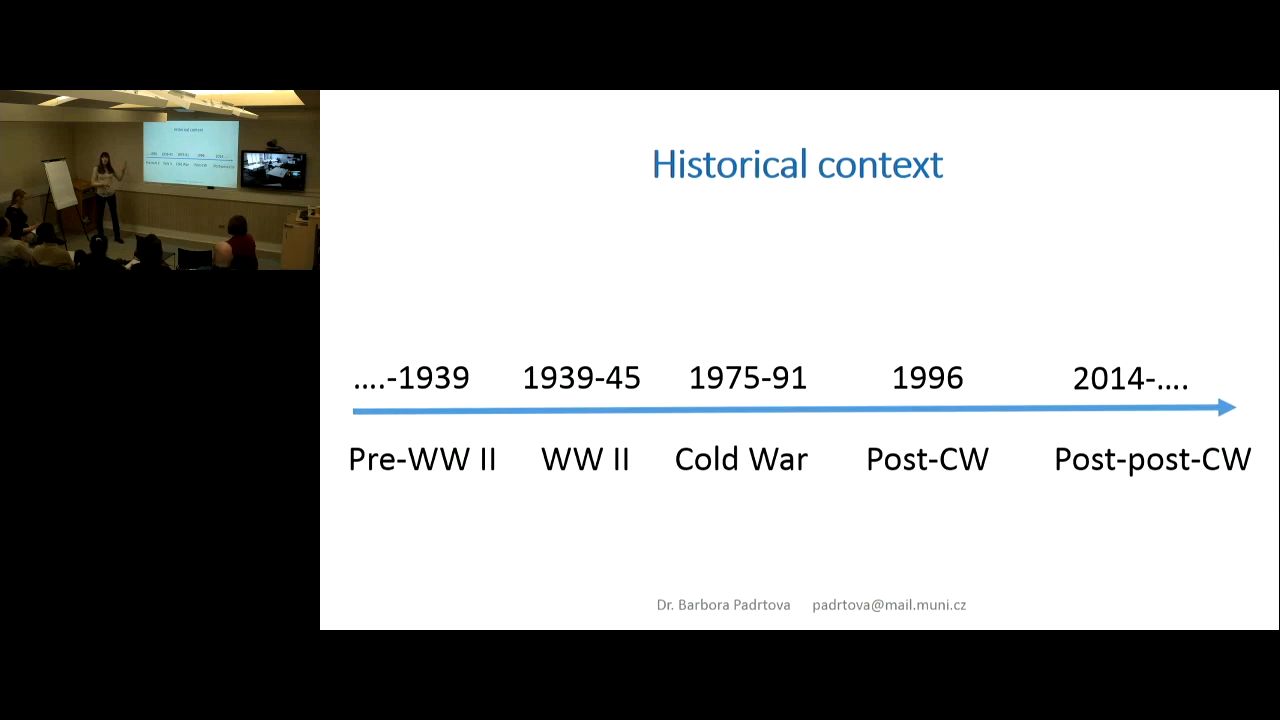 Historical context
….-1939 1939-45 1975-91 1996 2014-….
Pre-WW II WW II Cold War Post-CW Post-post-CW
Dr. Barbora Padrtova padrtova@mail.muni.cz